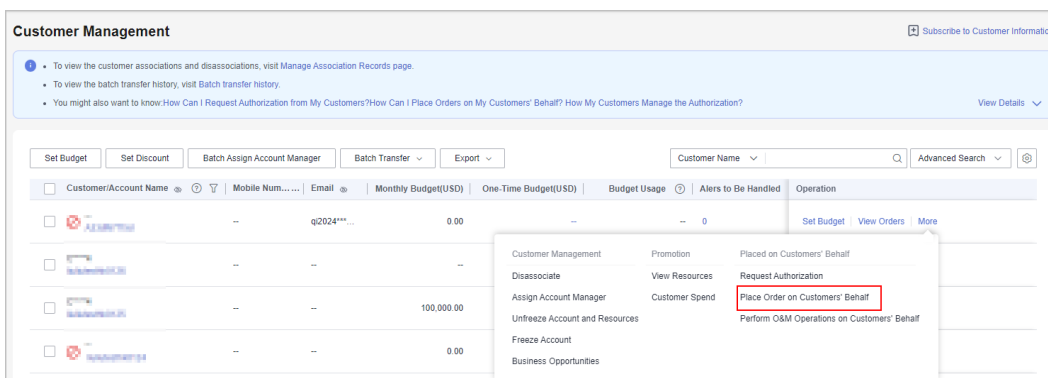 Customer Management
Subscribe to Customer Informatio
To view the customer associations and disassociations, visit Manage Association Records page.
To view the batch transfer history, visit Batch transfer history.
You might also want to know:How Can I Request Authorization from My Customers?How Can I Place Orders on My Customers' Behalf? How My Customers Manage the Authorization?
View Details
Set Budget Set Discount Batch Assign Account Manager Batch Transfer Export Customer Name Advanced Search
Customer/Account Name Mobile Num... ... Email Monthly Budget(USD) One-Time Budget(USD) Budget Usage Alers to Be Handled Operation
-- qi2024***... 0.00 -- -- 0 Set Budget View Orders More
-- -- --
-- -- 100,000.00
-- -- 0.00
Customer Management Promotion Placed on Customers' Behalf
Disassociate View Resources Request Authorization
Assign Account Manager Customer Spend Place Order on Customers' Behalf
Unfreeze Account and Resources Perform O&M Operations on Customers' Behalf
Freeze Account
Business Opportunities